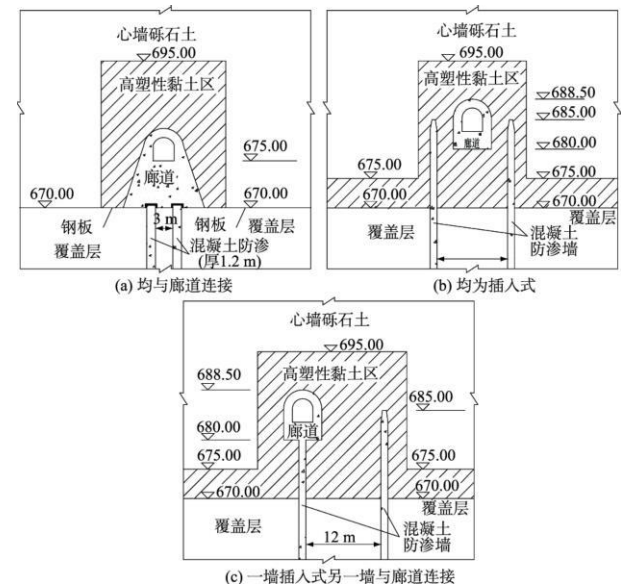 心墙砾石土
695.00
高塑性黏土区
675.00
廊道
670.00
670.00
钢板
3 m
钢板
覆盖层
覆盖层
混凝土防渗
(厚1.2 m)
(a) 均与廊道连接
心墙砾石土
695.00
高塑性黏土区
688.50
685.00
廊道
680.00
675.00
675.00
670.00
670.00
覆盖层
覆盖层
混凝土
防渗墙
(b) 均为插入式
心墙砾石土
695.00
高塑性黏土区
688.50
685.00
廊道
680.00
675.00
675.00
670.00
670.00
覆盖层
覆盖层
12 m
混凝土
防渗墙
(c) 一墙插入式另一墙与廊道连接